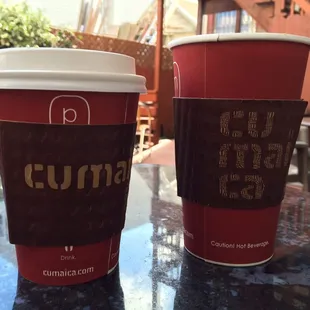 p
cuma
DRINK
cumaica.com
cu
mai
ca
Caution! Hot Beverage.